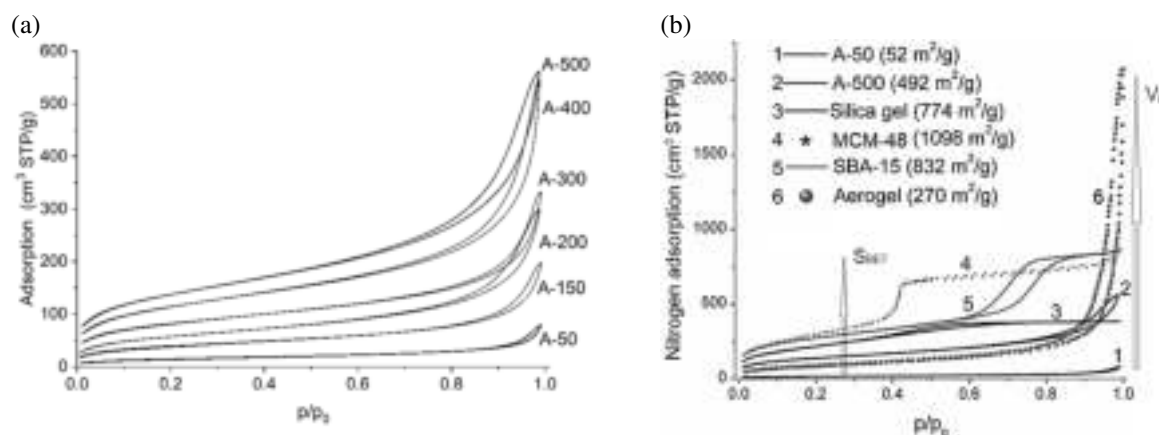 (a)
600
500
400
300
200
100
0
Adsorption (cm³ STP/g)
A-500
A-400
A-300
A-200
A-150
A-50
0.0 0.2 0.4 0.6 0.8 1.0
p/p₀
(b)
2000
1500
1000
500
0
Nitrogen adsorption (cm³ STP/g)
1 A-50 (52 m²/g)
2 A-500 (492 m²/g)
3 Silica gel (774 m²/g)
4 MCM-48 (1098 m²/g)
5 SBA-15 (832 m²/g)
6 Aerogel (270 m²/g)
S_BET
4
5
3
6
2
1
0.0 0.2 0.4 0.6 0.8 1.0
p/p₀